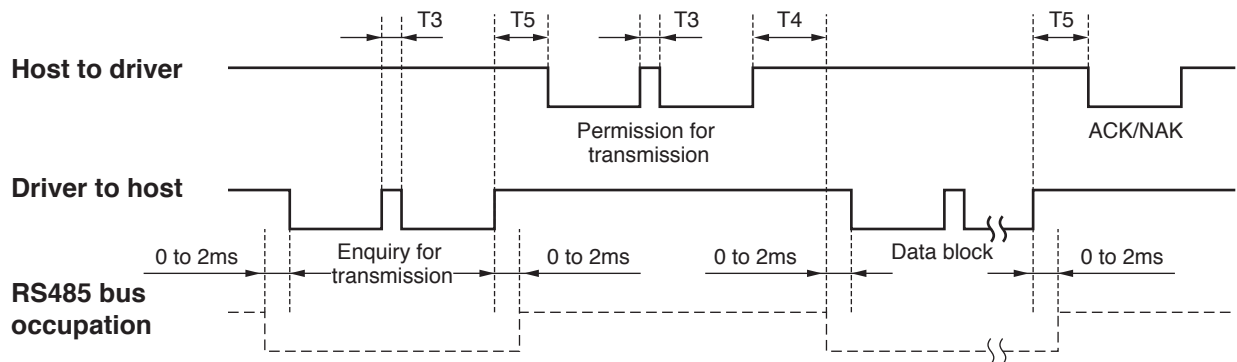 T3
T5
T3
T4
T5
Host to driver
Permission for
transmission
ACK/NAK
Driver to host
0 to 2ms
Enquiry for
transmission
0 to 2ms
0 to 2ms
Data block
0 to 2ms
RS485 bus
occupation